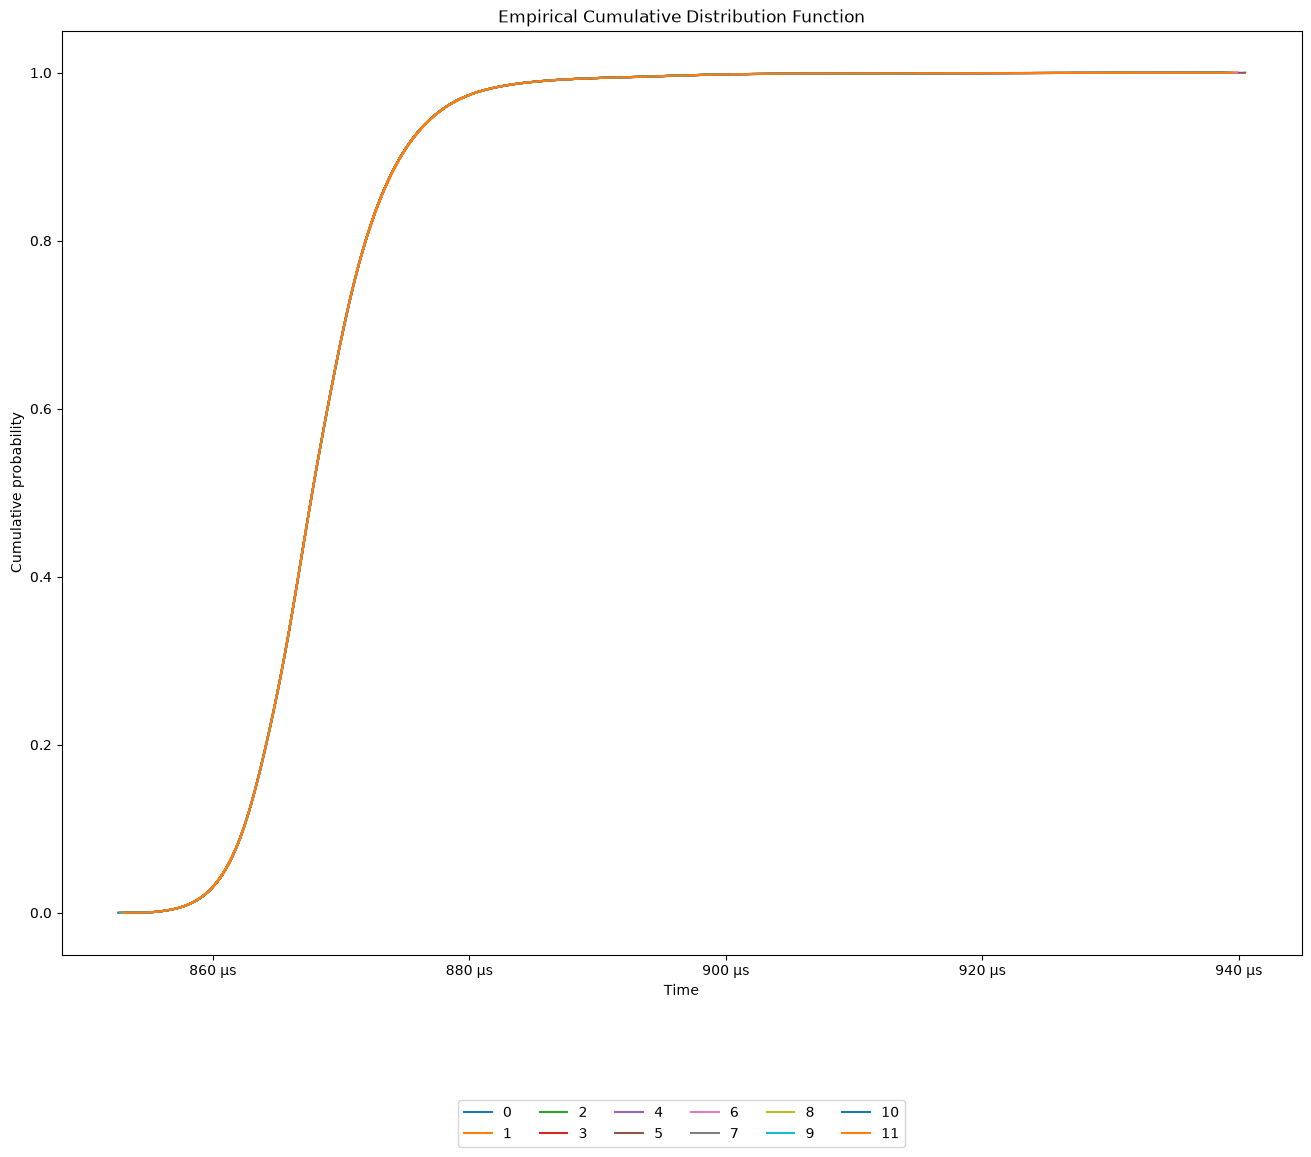 Empirical Cumulative Distribution Function
Cumulative probability
1.0
0.8
0.6
0.4
0.2
0.0
860 µs 880 µs 900 µs 920 µs 940 µs
Time
0 2 4 6 8 10
1 3 5 7 9 11